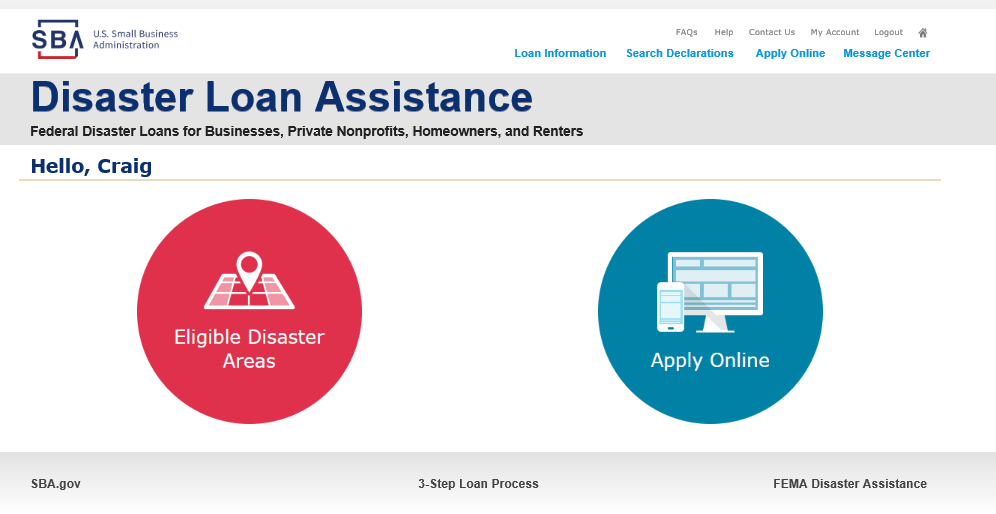 SBA U.S. Small Business
Administration
FAQs Help Contact Us My Account Logout
Loan Information Search Declarations Apply Online Message Center
Disaster Loan Assistance
Federal Disaster Loans for Businesses, Private Nonprofits, Homeowners, and Renters
Hello, Craig
Eligible Disaster
Areas
Apply Online
SBA.gov 3-Step Loan Process FEMA Disaster Assistance